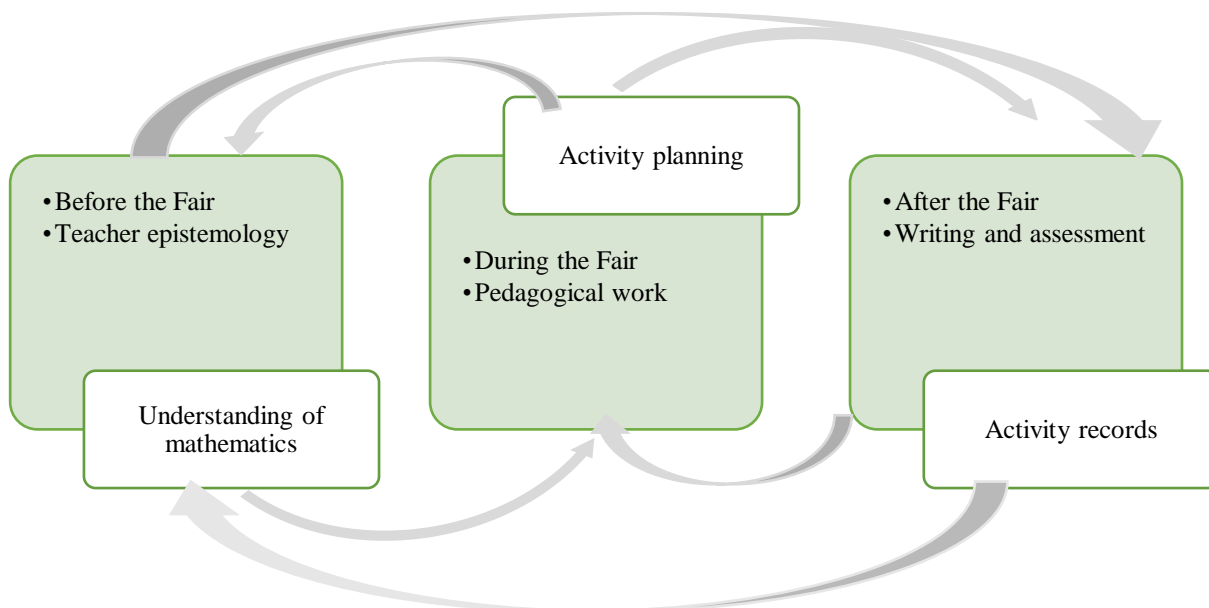 Activity planning
•Before the Fair
•Teacher epistemology
•During the Fair
•Pedagogical work
•After the Fair
•Writing and assessment
Understanding of
mathematics
Activity records